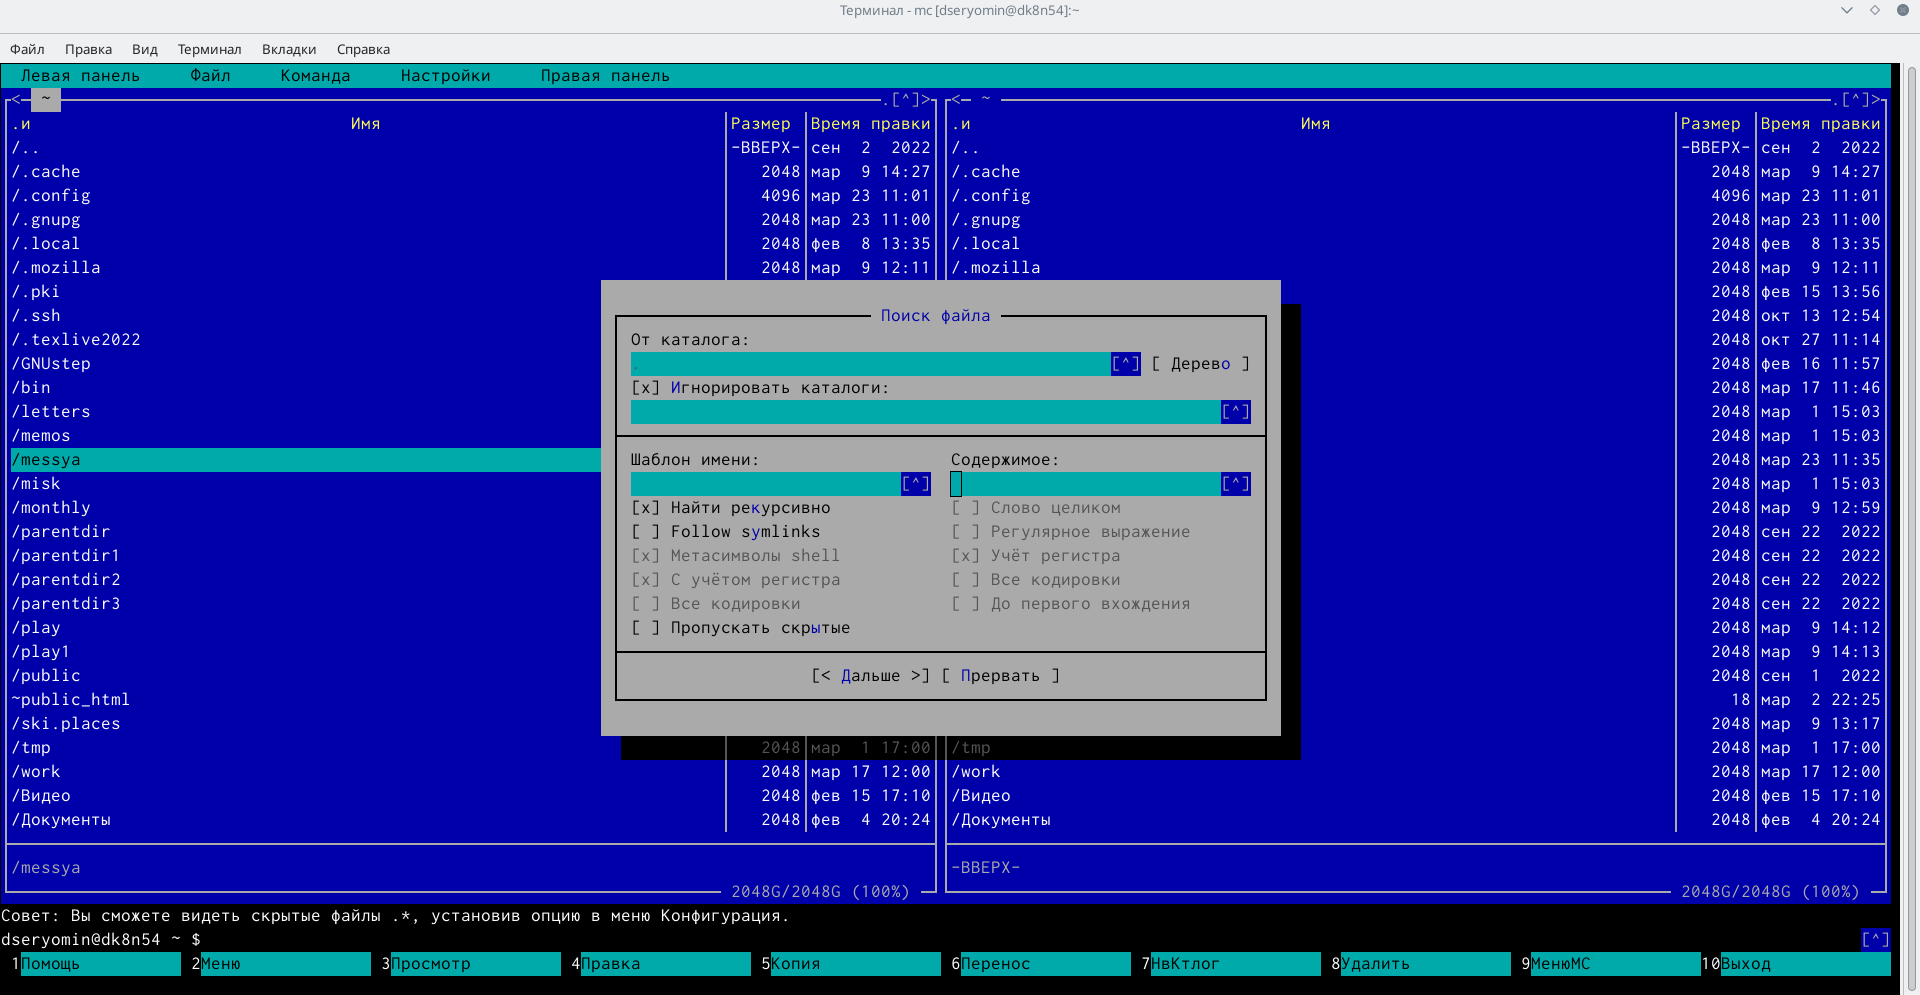 Терминал - mc [dseryomin@dk8n54]:~
Файл Правка Вид Терминал Вкладки Справка
Левая панель Файл Команда Настройки Правая панель
<─ ~ .[^]> <─ ~ .[^]>
.и Имя Размер Время правки .и Имя Размер Время правки
/.. -ВВЕРХ- сен 2 2022 /.. -ВВЕРХ- сен 2 2022
/.cache 2048 мар 9 14:27 /.cache 2048 мар 9 14:27
/.config 4096 мар 23 11:01 /.config 4096 мар 23 11:01
/.gnupg 2048 мар 23 11:00 /.gnupg 2048 мар 23 11:00
/.local 2048 фев 8 13:35 /.local 2048 фев 8 13:35
/.mozilla 2048 мар 9 12:11 /.mozilla 2048 мар 9 12:11
/.pki 2048 фев 15 13:56
/.ssh Поиск файла 2048 окт 13 12:54
/.texlive2022 От каталога: 2048 окт 27 11:14
/GNUstep . [^] [ Дерево ] 2048 фев 16 11:57
/bin [x] Игнорировать каталоги: 2048 мар 17 11:46
/letters [^] 2048 мар 1 15:03
/memos 2048 мар 1 15:03
/messya Шаблон имени: Содержимое: 2048 мар 23 11:35
/misk [^] [^] 2048 мар 1 15:03
/monthly [x] Найти рекурсивно [ ] Слово целиком 2048 мар 9 12:59
/parentdir [ ] Follow symlinks [ ] Регулярное выражение 2048 сен 22 2022
/parentdir1 [x] Метасимволы shell [x] Учёт регистра 2048 сен 22 2022
/parentdir2 [x] С учётом регистра [ ] Все кодировки 2048 сен 22 2022
/parentdir3 [ ] Все кодировки [ ] До первого вхождения 2048 сен 22 2022
/play [ ] Пропускать скрытые 2048 мар 9 14:12
/play1 2048 мар 9 14:13
/public [< Дальше >] [ Прервать ] 2048 сен 1 2022
~public_html 18 мар 2 22:25
/ski.places 2048 мар 9 13:17
/tmp 2048 мар 1 17:00 /tmp 2048 мар 1 17:00
/work 2048 мар 17 12:00 /work 2048 мар 17 12:00
/Видео 2048 фев 15 17:10 /Видео 2048 фев 15 17:10
/Документы 2048 фев 4 20:24 /Документы 2048 фев 4 20:24
/messya -ВВЕРХ-
2048G/2048G (100%) 2048G/2048G (100%)
Совет: Вы сможете видеть скрытые файлы .*, установив опцию в меню Конфигурация.
dseryomin@dk8n54 ~ $ [^]
1Помощь 2Меню 3Просмотр 4Правка 5Копия 6Перенос 7НвКтлог 8Удалить 9МенюMC 10Выход